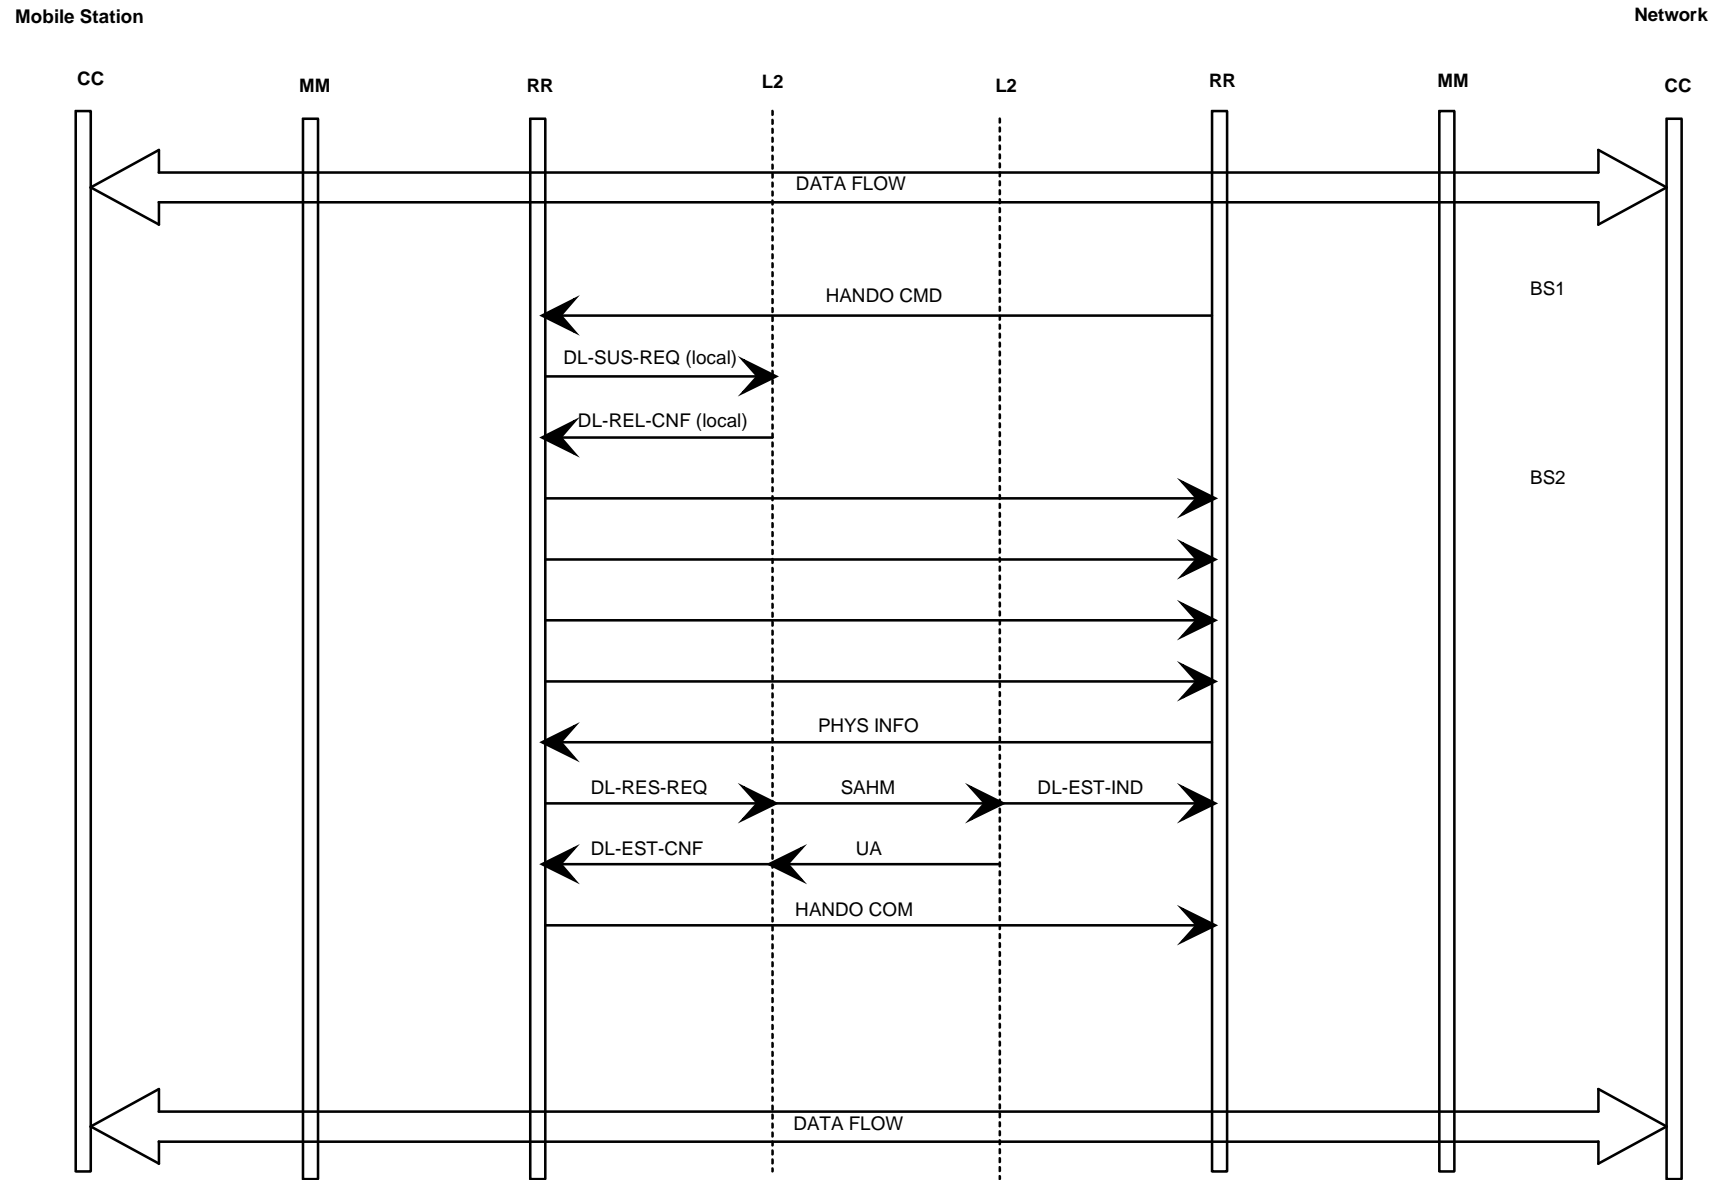 Mobile Station
Network
CC
MM
RR
L2
L2
RR
MM
CC
DATA FLOW
BS1
HANDO CMD
DL-SUS-REQ (local)
DL-REL-CNF (local)
BS2
PHYS INFO
DL-RES-REQ
SAHM
DL-EST-IND
DL-EST-CNF
UA
HANDO COM
DATA FLOW